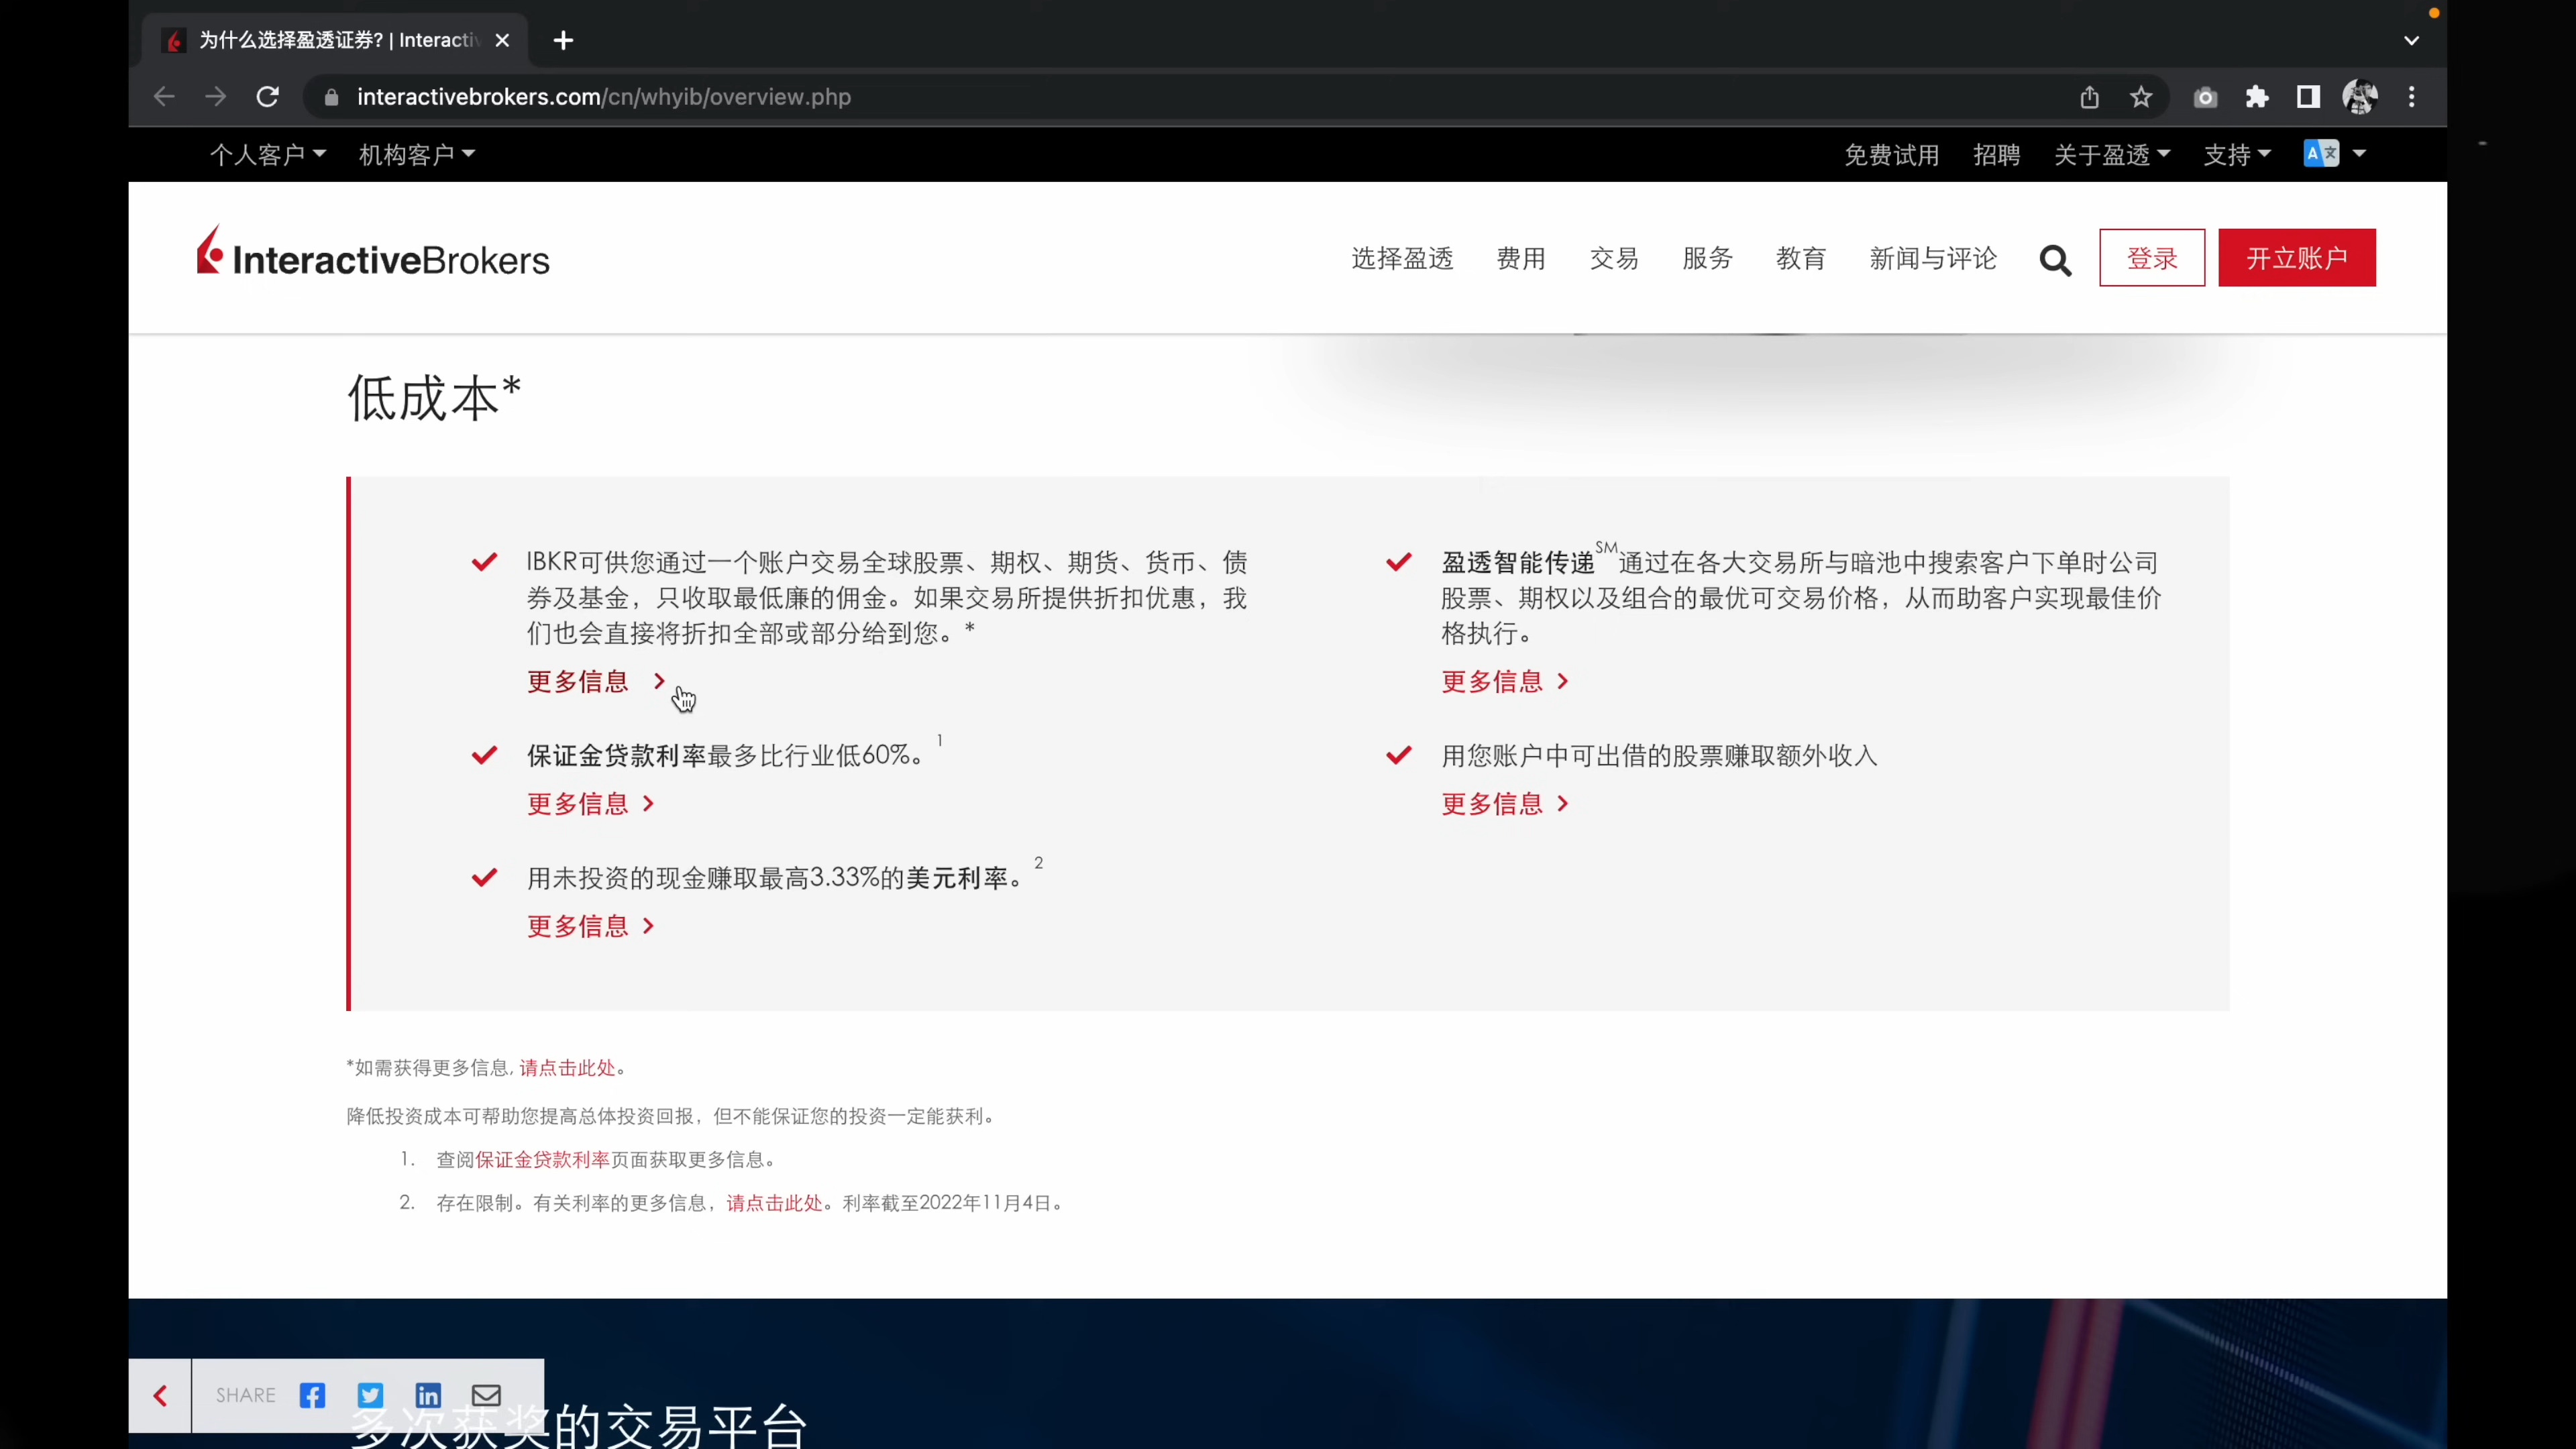 为什么选择盈透证券? | Interactiv
interactivebrokers.com/cn/whyib/overview.php
个人客户 机构客户 免费试用 招聘 关于盈透 支持
InteractiveBrokers 选择盈透 费用 交易 服务 教育 新闻与评论 登录 开立账户
低成本*
IBKR可供您通过一个账户交易全球股票、期权、期货、货币、债
券及基金，只收取最低廉的佣金。如果交易所提供折扣优惠，我
们也会直接将折扣全部或部分给到您。*
更多信息
保证金贷款利率最多比行业低60%。1
更多信息
用未投资的现金赚取最高3.33%的美元利率。2
更多信息
盈透智能传递SM通过在各大交易所与暗池中搜索客户下单时公司
股票、期权以及组合的最优可交易价格，从而助客户实现最佳价
格执行。
更多信息
用您账户中可出借的股票赚取额外收入
更多信息
*如需获得更多信息, 请点击此处。
降低投资成本可帮助您提高总体投资回报，但不能保证您的投资一定能获利。
1. 查阅保证金贷款利率页面获取更多信息。
2. 存在限制。有关利率的更多信息，请点击此处。利率截至2022年11月4日。
SHARE
多次获奖的交易平台